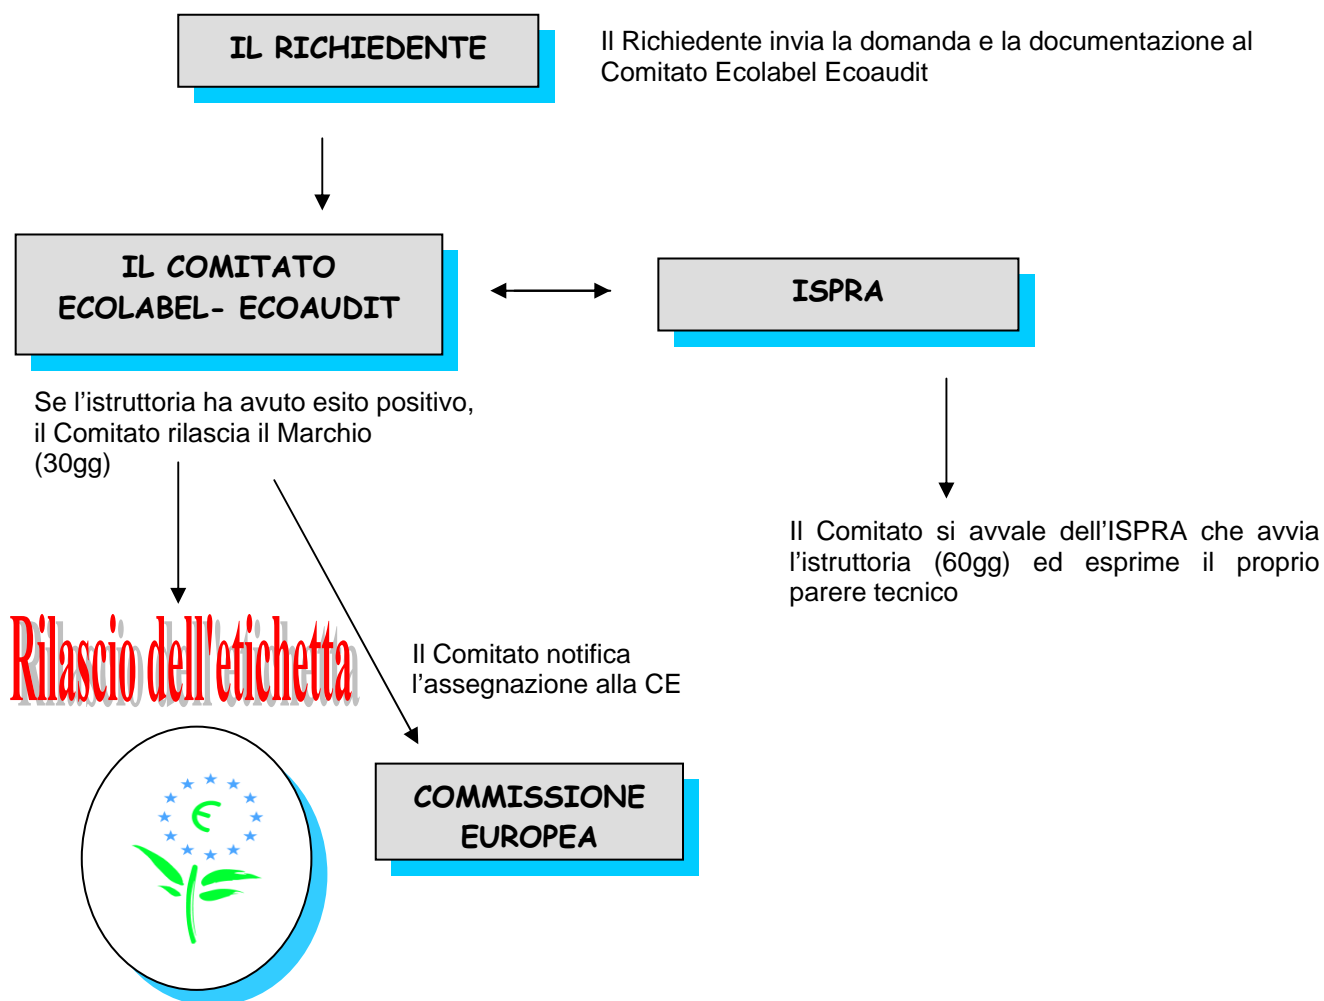 IL RICHIEDENTE
Il Richiedente invia la domanda e la documentazione al
Comitato Ecolabel Ecoaudit
IL COMITATO
ECOLABEL- ECOAUDIT
ISPRA
Se l’istruttoria ha avuto esito positivo,
il Comitato rilascia il Marchio
(30gg)
Il Comitato si avvale dell’ISPRA che avvia
l’istruttoria (60gg) ed esprime il proprio
parere tecnico
Rilascio dell'etichetta
Il Comitato notifica
l’assegnazione alla CE
COMMISSIONE
EUROPEA